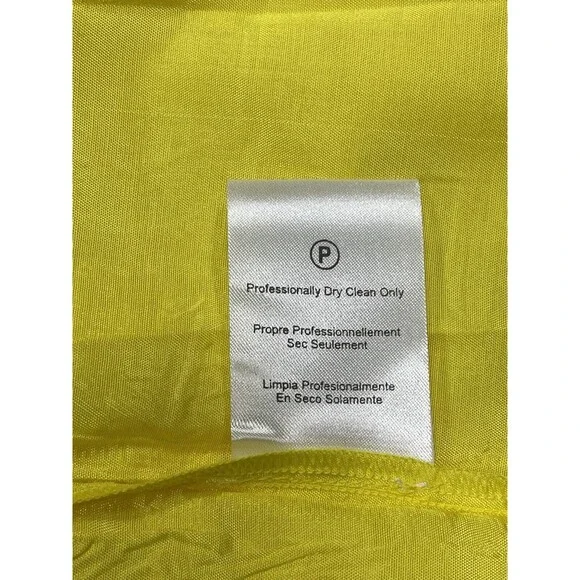 P
Professionally Dry Clean Only
Propre Professionnellement
Sec Seulement
Limpia Profesionalmente
En Seco Solamente